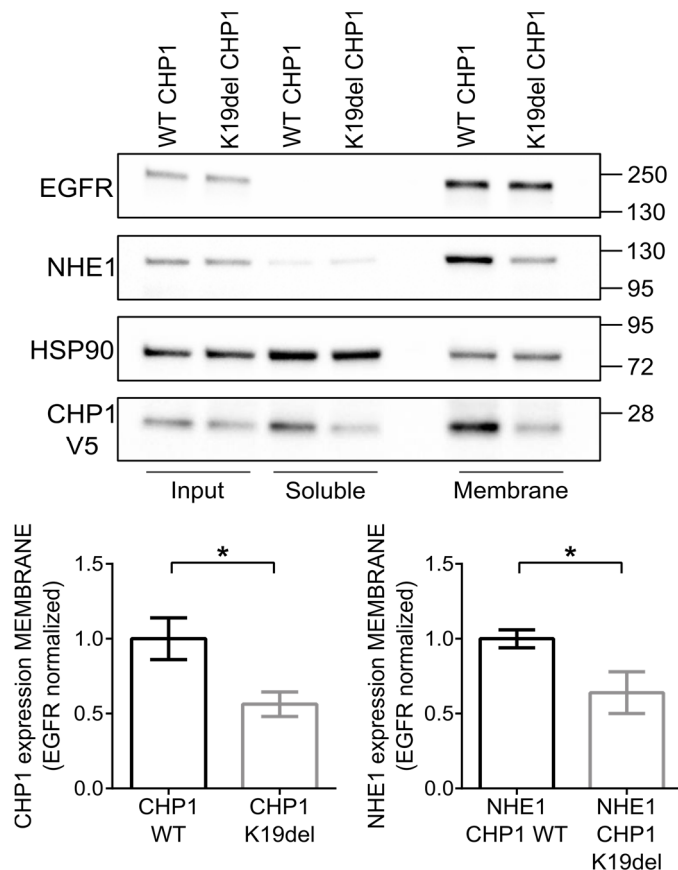 WT CHP1
K19del CHP1
WT CHP1
K19del CHP1
WT CHP1
K19del CHP1
EGFR
250
130
NHE1
130
95
HSP90
95
72
CHP1
V5
28
Input
Soluble
Membrane
CHP1 expression MEMBRANE
(EGFR normalized)
1.5
1.0
0.5
0.0
*
CHP1
WT
CHP1
K19del
NHE1 expression MEMBRANE
(EGFR normalized)
1.5
1.0
0.5
0.0
*
NHE1
CHP1 WT
NHE1
CHP1
K19del